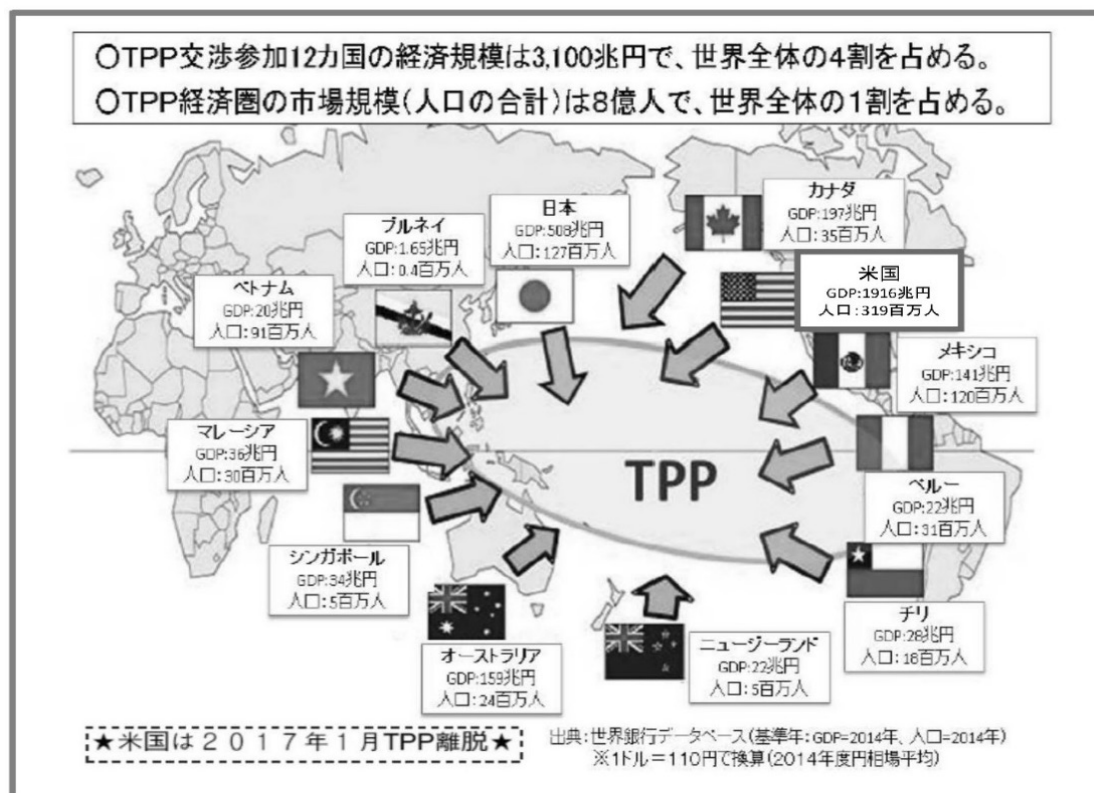 〇TPP交渉参加12カ国の経済規模は3,100兆円で、世界全体の4割を占める。
〇TPP経済圏の市場規模(人口の合計)は8億人で、世界全体の1割を占める。
カナダ
GDP:197兆円
人口:35百万人
日本
GDP:508兆円
人口:127百万人
ブルネイ
GDP:1.65兆円
人口:0.4百万人
米国
GDP:1916兆円
人口:319百万人
ベトナム
GDP:20兆円
人口:91百万人
メキシコ
GDP:141兆円
人口:120百万人
マレーシア
GDP:36兆円
人口:30百万人
TPP
ペルー
GDP:22兆円
人口:31百万人
シンガポール
GDP:34兆円
人口:5百万人
チリ
GDP:28兆円
人口:18百万人
オーストラリア
GDP:159兆円
人口:24百万人
ニュージーランド
GDP:22兆円
人口:5百万人
★米国は2017年1月TPP離脱★
出典:世界銀行データベース(基準年:GDP=2014年、人口=2014年)
※1ドル=110円で換算(2014年度円相場平均)